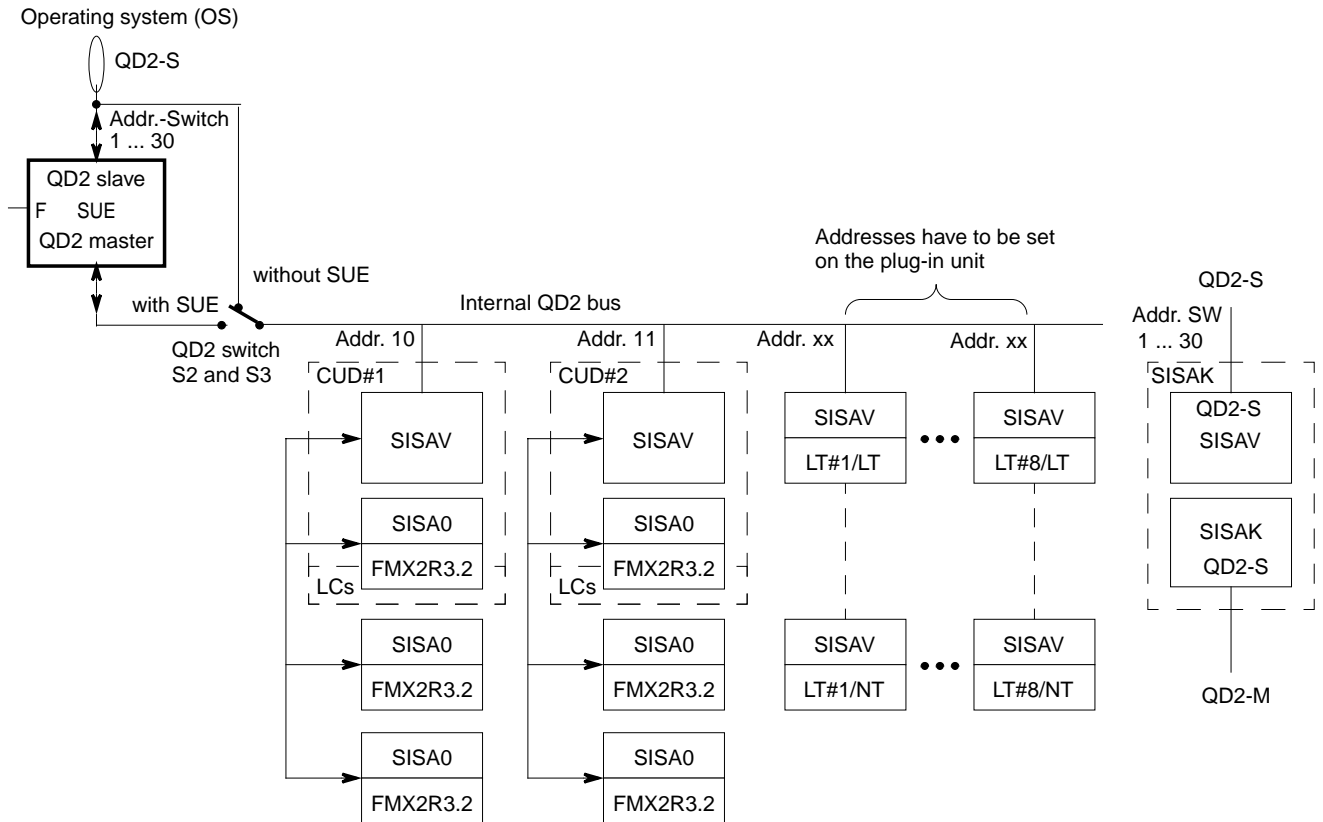 Operating system (OS)
QD2-S
Addr.-Switch
1 ... 30
QD2 slave
F SUE
QD2 master
with SUE
without SUE
QD2 switch
S2 and S3
Internal QD2 bus
Addresses have to be set
on the plug-in unit
Addr. 10
Addr. 11
Addr. xx
Addr. xx
CUD#1
SISAV
SISA0
FMX2R3.2
LCs
SISA0
FMX2R3.2
SISA0
FMX2R3.2
CUD#2
SISAV
SISA0
FMX2R3.2
LCs
SISA0
FMX2R3.2
SISA0
FMX2R3.2
SISAV
LT#1/LT
SISAV
LT#8/LT
SISAV
LT#1/NT
SISAV
LT#8/NT
QD2-S
Addr. SW
1 ... 30
SISAK
QD2-S
SISAV
SISAK
QD2-S
QD2-M